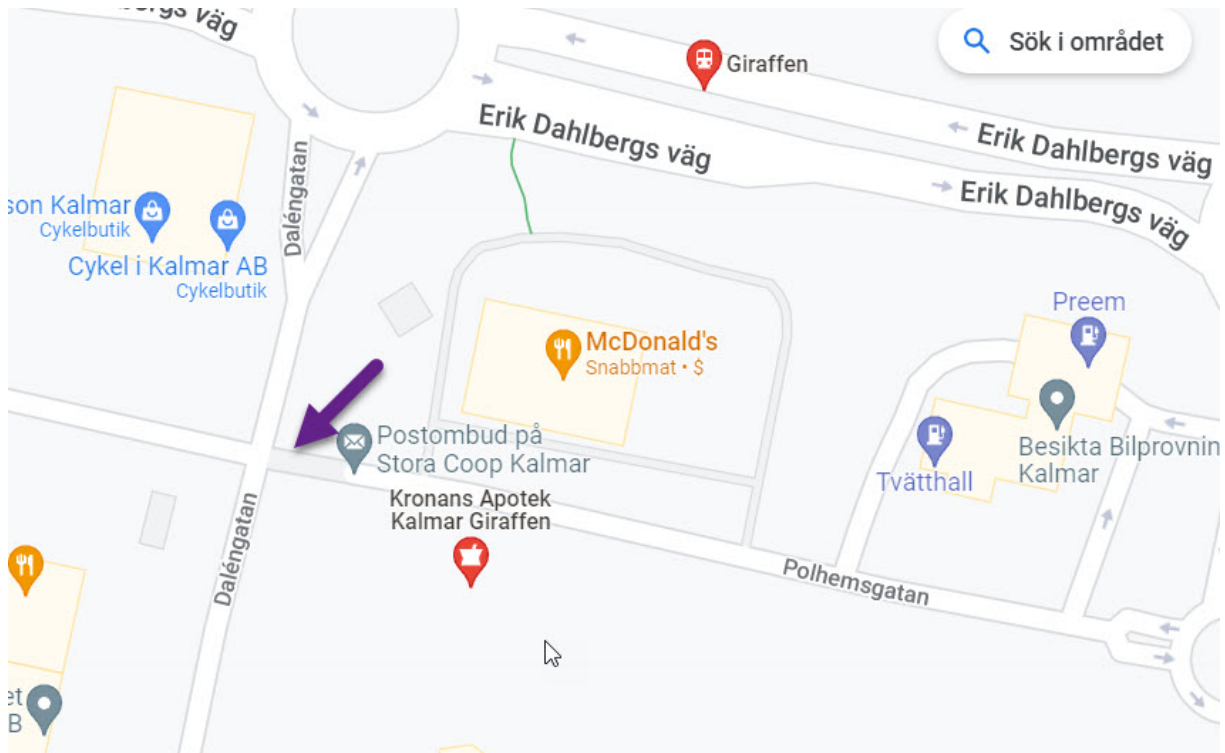 bergs väg
Sök i området
Giraffen
Erik Dahlbergs väg
Erik Dahlbergs väg
Erik Dahlbergs väg
Daléngatan
son Kalmar
Cykelbutik
Cykel i Kalmar AB
Cykelbutik
Preem
McDonald's
Snabbmat • $
Postombud på
Stora Coop Kalmar
Besikta Bilprovnin
Kalmar
Tvätthall
Kronans Apotek
Kalmar Giraffen
Daléngatan
Polhemsgatan
et
B